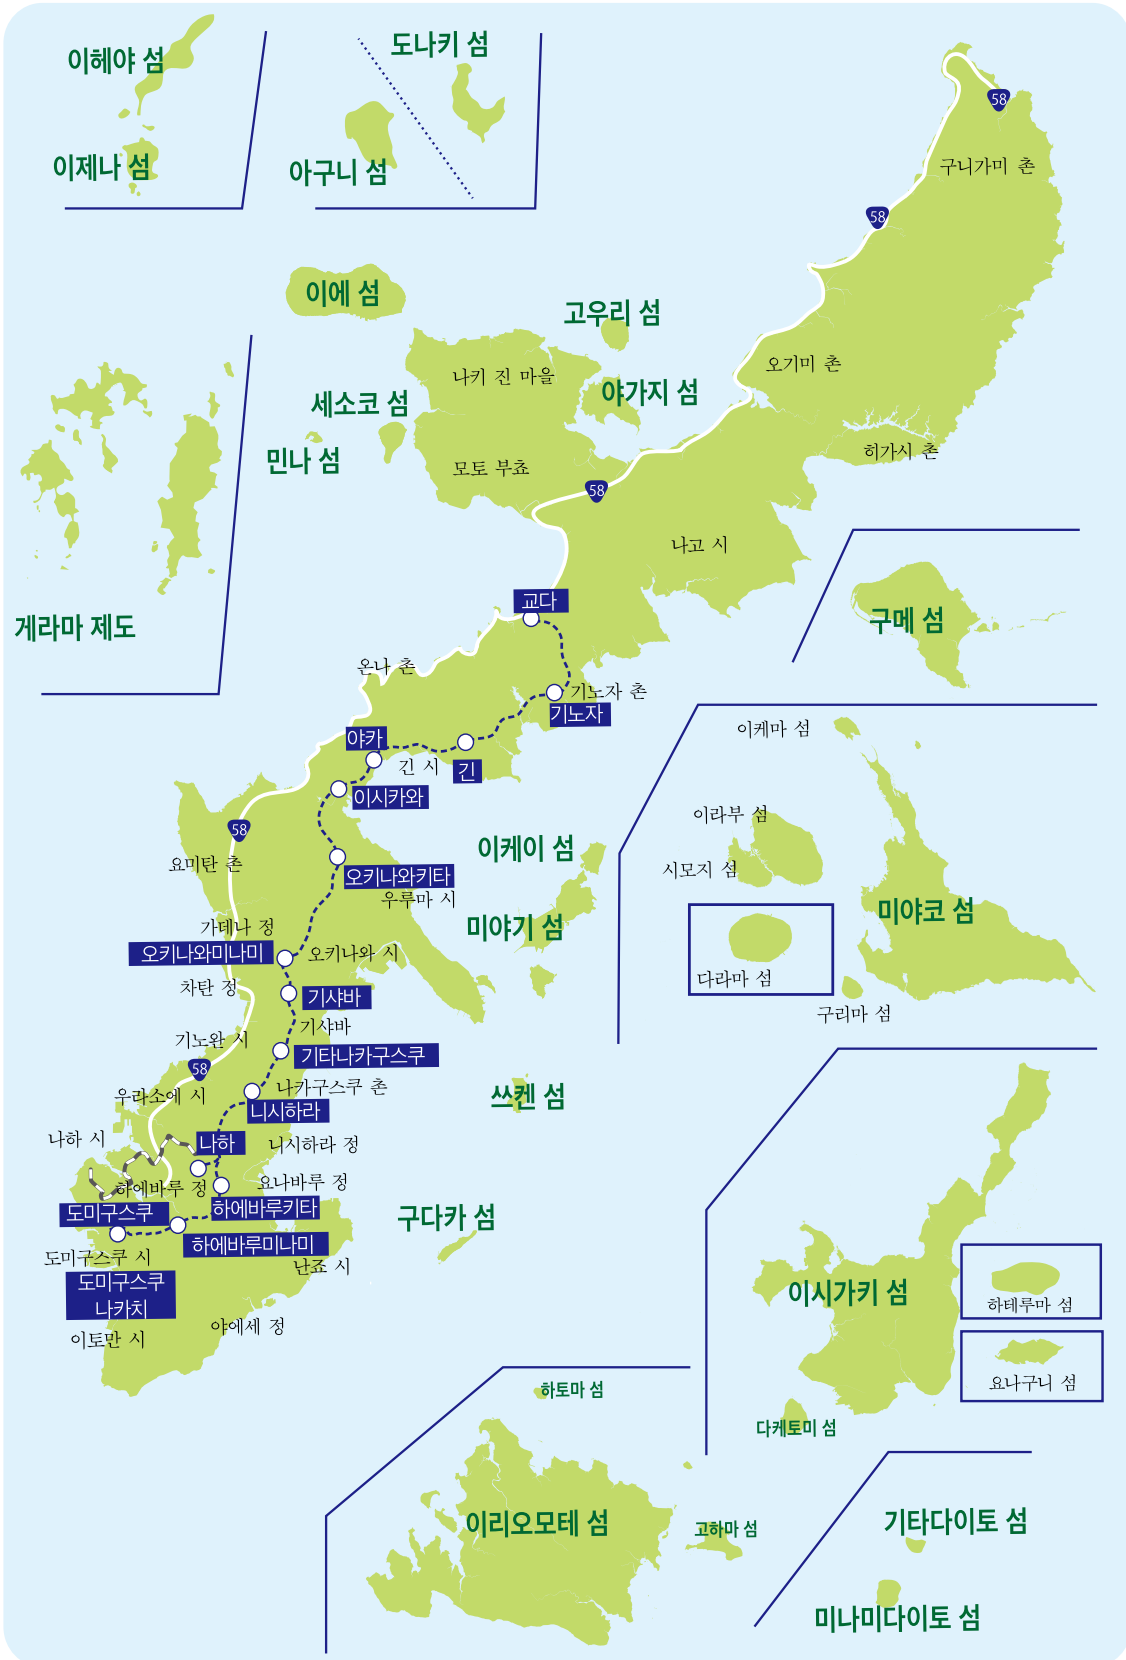 이헤야 섬
이제나 섬
도나키 섬
아구니 섬
58
구니가미 촌
58
이에 섬
고우리 섬
오기미 촌
나키 진 마을
야가지 섬
세소코 섬
민나 섬
모토 부쵸
히가시 촌
58
나고 시
게라마 제도
교다
구메 섬
온나 촌
기노자 촌
기노자
야카
긴 시
긴
이시카와
이케마 섬
이라부 섬
시모지 섬
미야코 섬
다라마 섬
구리마 섬
58
요미탄 촌
오키나와키타
우루마 시
이케이 섬
미야기 섬
가데나 정
오키나와미나미
오키나와 시
차탄 정
기샤바
기샤바
기노완 시
기타나카구스쿠
58
나카구스쿠 촌
우라소에 시
니시하라
쓰켄 섬
나하 시
나하
니시하라 정
하에바루 정
요나바루 정
도미구스쿠
하에바루키타
하에바루미나미
구다카 섬
도미구스쿠 시
난죠 시
도미구스쿠
나카치
이토만 시
야에세 정
이시가키 섬
하테루마 섬
요나구니 섬
다케토미 섬
하토마 섬
이리오모테 섬
고하마 섬
기타다이토 섬
미나미다이토 섬